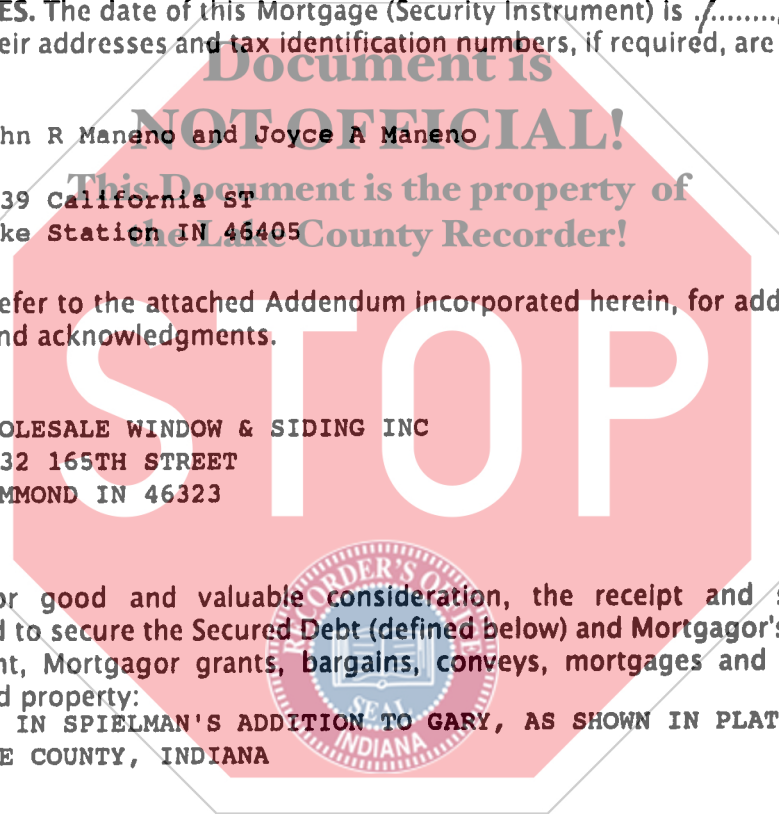 ES. The date of this Mortgage (Security Instrument) is
eir addresses and tax identification numbers, if required, are
Document is
NOT OFFICIAL!
hn R Maneno and Joyce A Maneno
This Document is the property of
39 California ST
the Lake County Recorder!
ke Station IN 46405
efer to the attached Addendum incorporated herein, for add
nd acknowledgments.
STOP
OLESALE WINDOW & SIDING INC
32 165TH STREET
MMOND IN 46323
or good and valuable consideration, the receipt and s
d to secure the Secured Debt (defined below) and Mortgagor's
nt, Mortgagor grants, bargains, conveys, mortgages and
d property:
IN SPIELMAN'S ADDITION TO GARY, AS SHOWN IN PLAT
E COUNTY, INDIANA
RECORDER'S OFFICE
SEAL
INDIANA